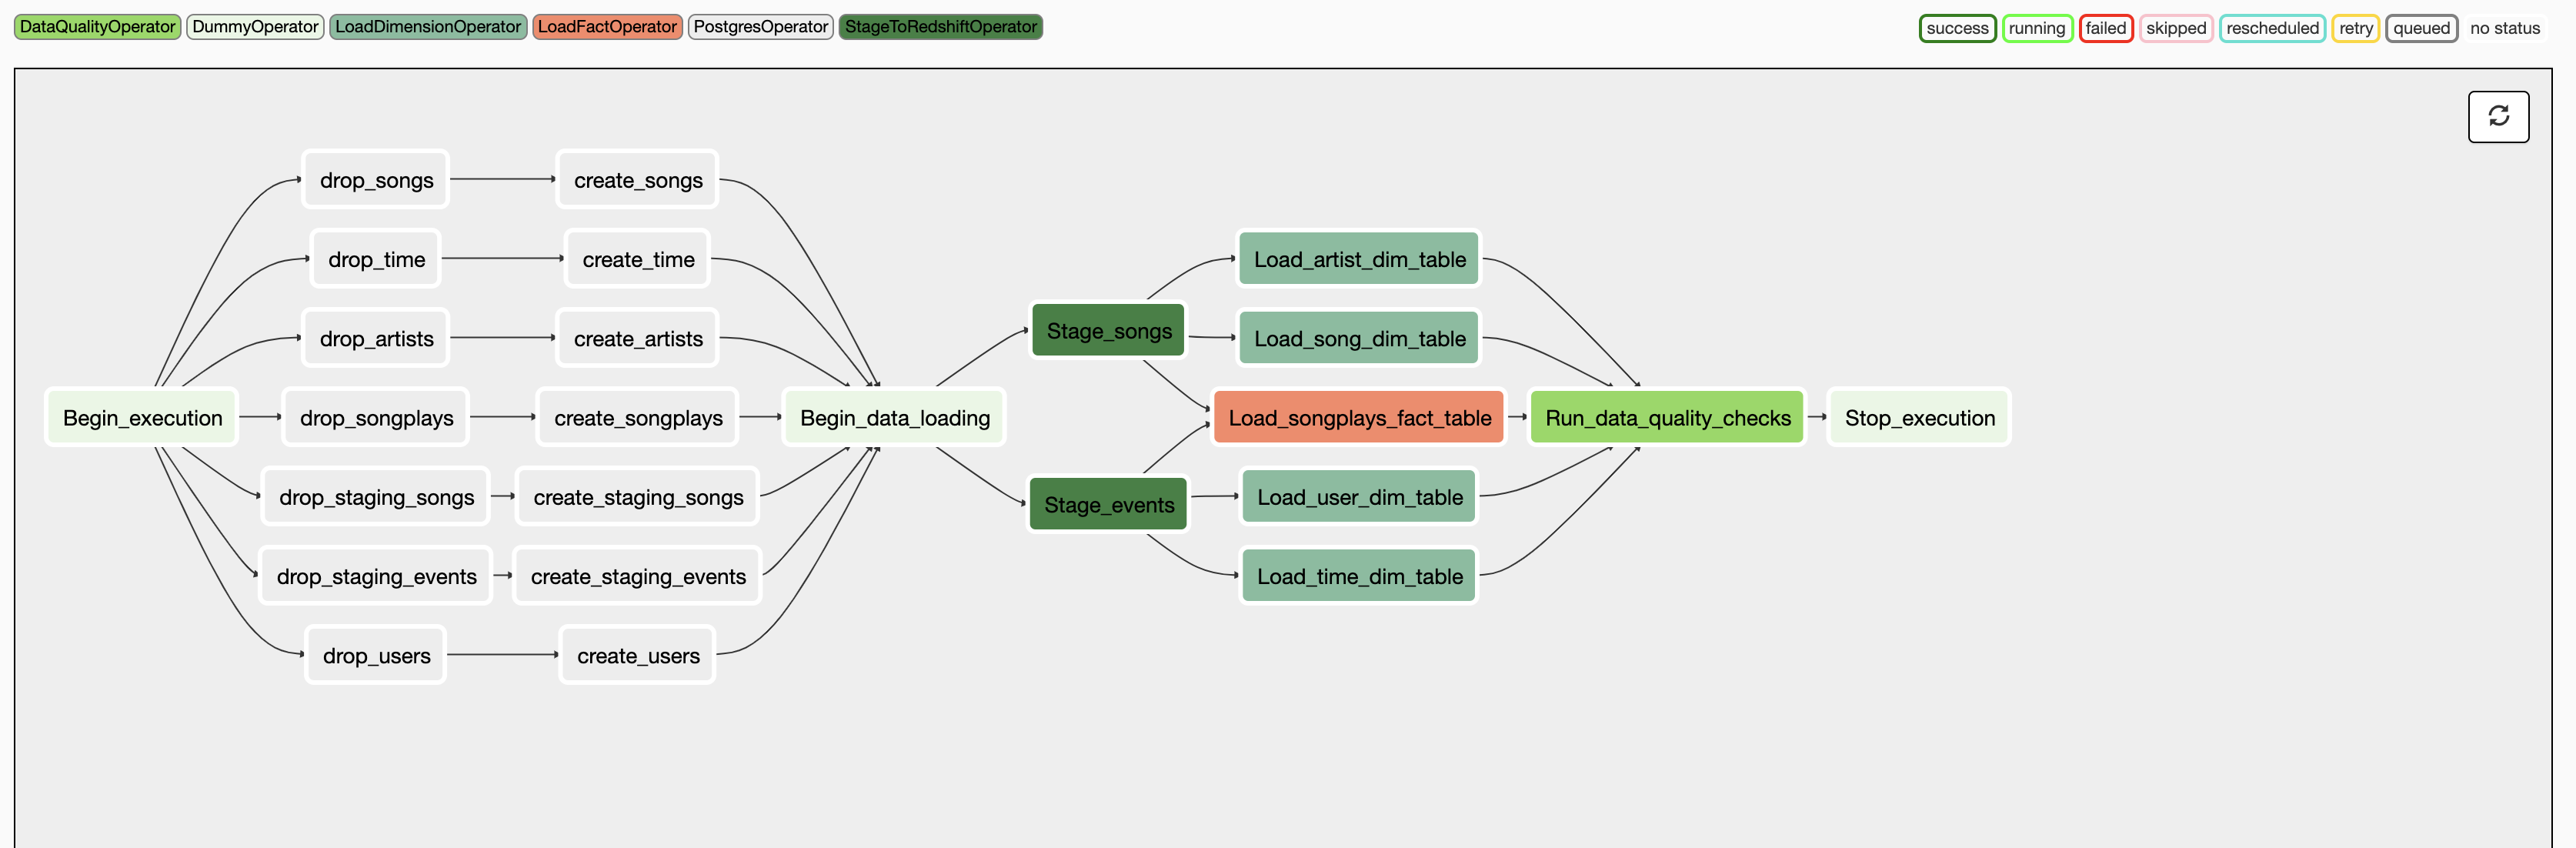 DataQualityOperator DummyOperator LoadDimensionOperator LoadFactOperator PostgresOperator StageToRedshiftOperator success running failed skipped rescheduled retry queued no status
drop_songs create_songs
drop_time create_time Load_artist_dim_table
Stage_songs
drop_artists create_artists Load_song_dim_table
Begin_execution drop_songplays create_songplays Begin_data_loading Load_songplays_fact_table Run_data_quality_checks Stop_execution
drop_staging_songs create_staging_songs Stage_events Load_user_dim_table
drop_staging_events create_staging_events Load_time_dim_table
drop_users create_users